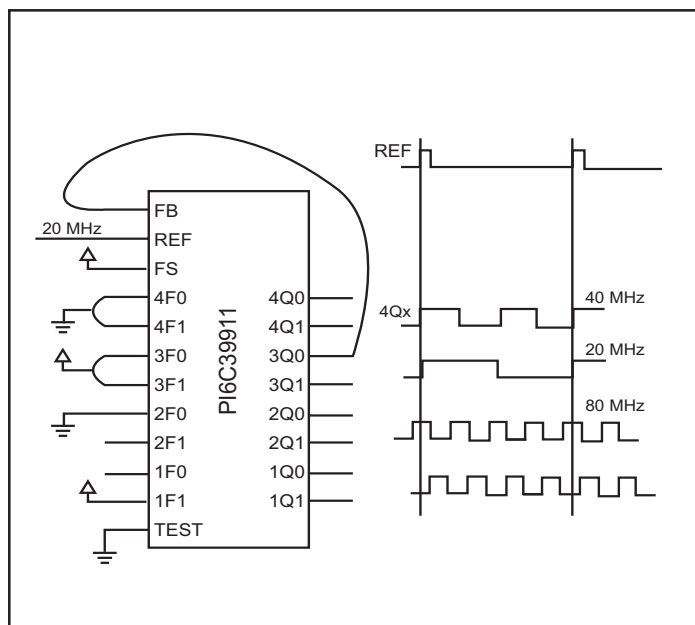 REF
FB
20 MHz
REF
FS
4F0
4Q0
4Qx
40 MHz
4F1
4Q1
3F0
3Q0
20 MHz
3F1
3Q1
2F0
2Q0
80 MHz
2F1
2Q1
1F0
1Q0
1F1
1Q1
TEST
PI6C39911